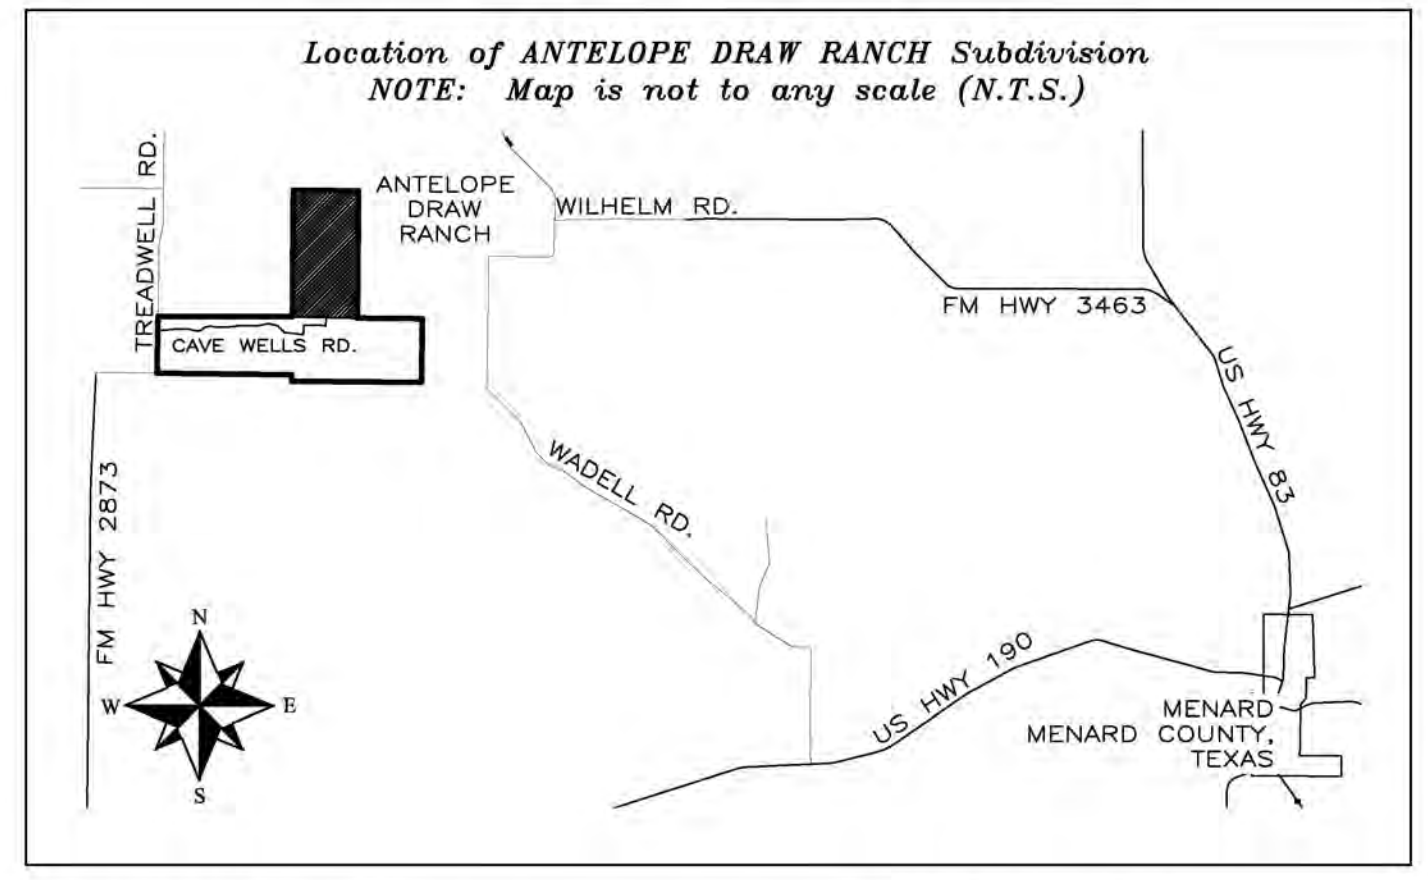 Location of ANTELOPE DRAW RANCH Subdivision
NOTE: Map is not to any scale (N.T.S.)
TREADWELL RD.
ANTELOPE
DRAW
RANCH
WILHELM RD.
FM HWY 3463
CAVE WELLS RD.
US HWY 83
WADELL RD.
FM HWY 2873
N
W
E
S
US HWY 190
MENARD
MENARD COUNTY,
TEXAS